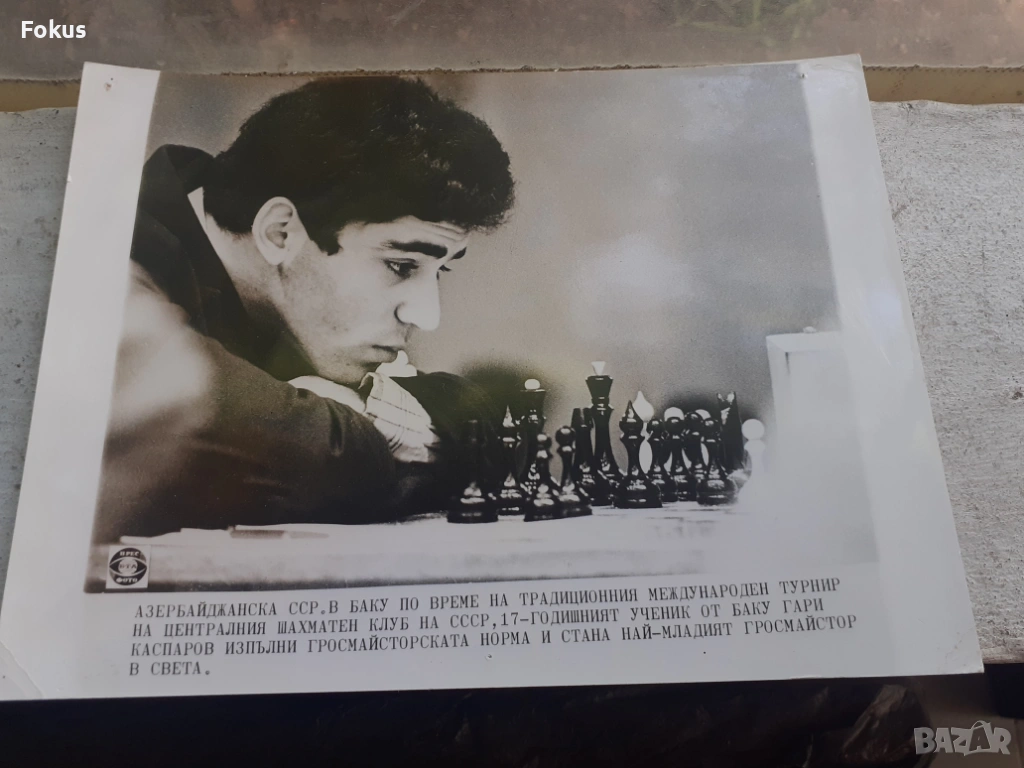 Fokus
ПРЕС
БТА
ФОТО
АЗЕРБАЙДЖАНСКА ССР.В БАКУ ПО ВРЕМЕ НА ТРАДИЦИОННИЯ МЕЖДУНАРОДЕН ТУРНИР
НА ЦЕНТРАЛНИЯ ШАХМАТЕН КЛУБ НА СССР,17-ГОДИШНИЯТ УЧЕНИК ОТ БАКУ ГАРИ
КАСПАРОВ ИЗПЪЛНИ ГРОСМАЙСТОРСКАТА НОРМА И СТАНА НАЙ-МЛАДИЯТ ГРОСМАЙСТОР
В СВЕТА.
BAZAR